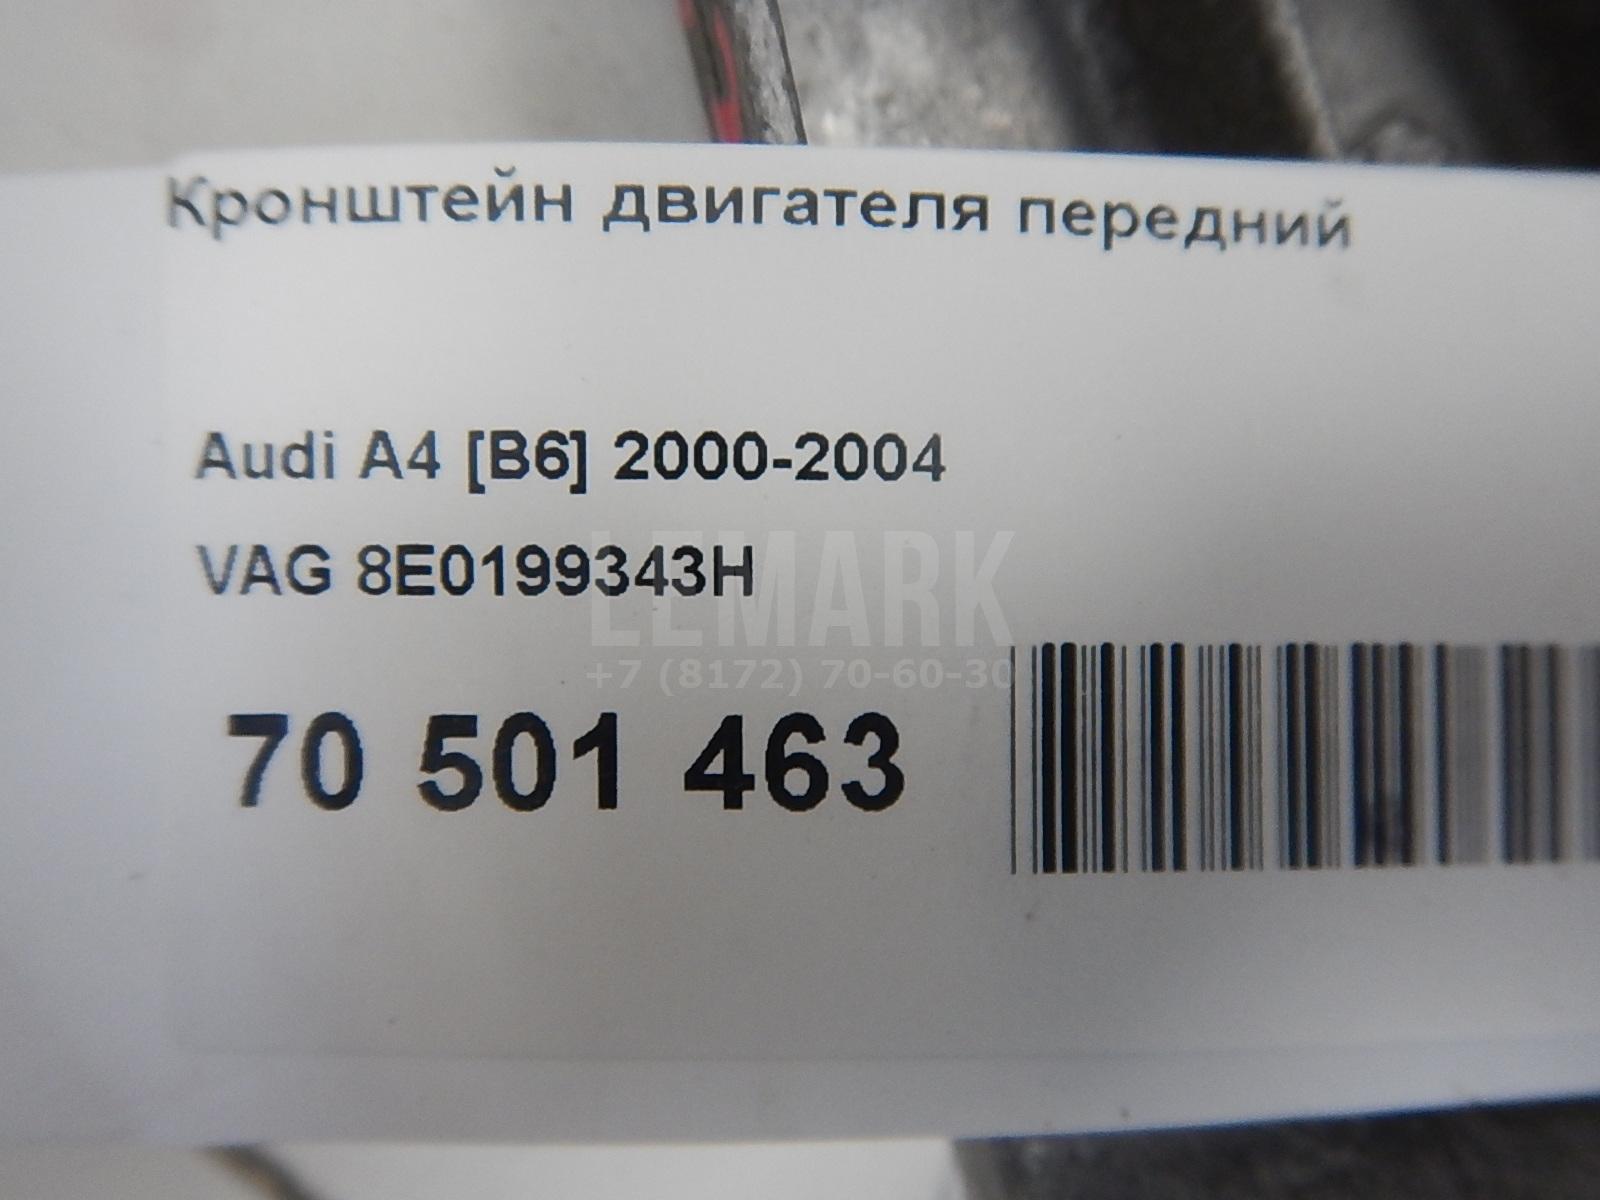 Кронштейн двигателя передний
Audi A4 [B6] 2000-2004
VAG 8E0199343H
LEMARK
+7 (8172) 70-60-30
70 501 463